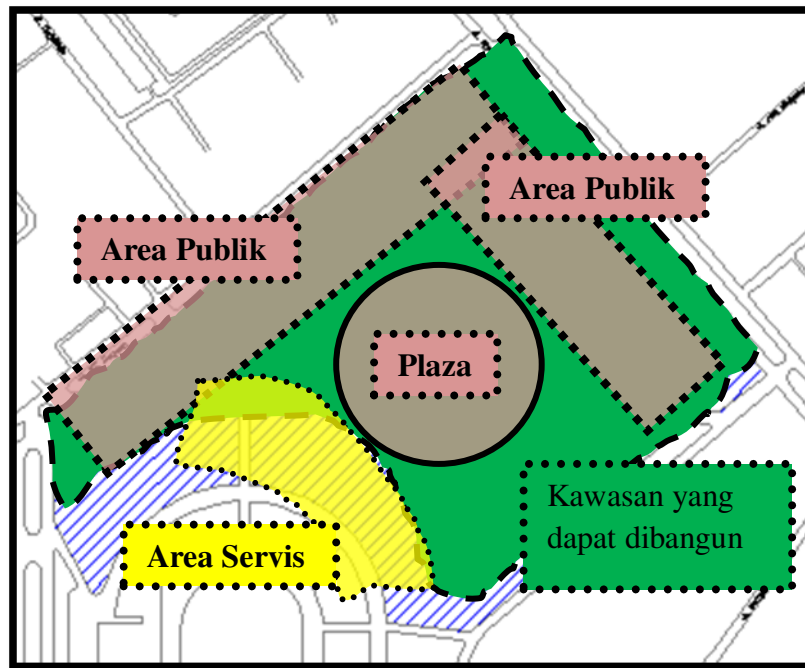 Area Publik
Area Publik
Plaza
Kawasan yang
dapat dibangun
Area Servis